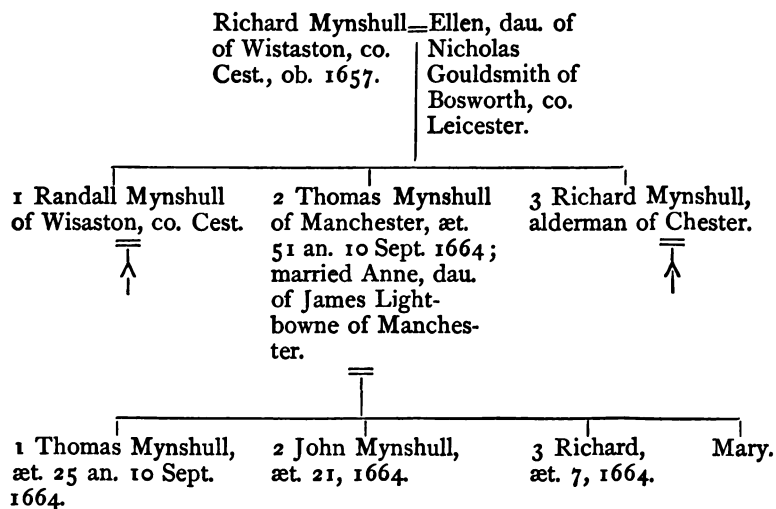 Richard Mynshull=Ellen, dau. of
of Wistaston, co.
Cest., ob. 1657.
Nicholas
Gouldsmith of
Bosworth, co.
Leicester.
1 Randall Mynshull
of Wisaston, co. Cest.
2 Thomas Mynshull
of Manchester, æt.
51 an. 10 Sept. 1664;
married Anne, dau.
of James Light-
bowne of Manches-
ter.
3 Richard Mynshull,
alderman of Chester.
1 Thomas Mynshull,
æt. 25 an. 10 Sept.
1664.
2 John Mynshull,
æt. 21, 1664.
3 Richard,
æt. 7, 1664.
Mary.